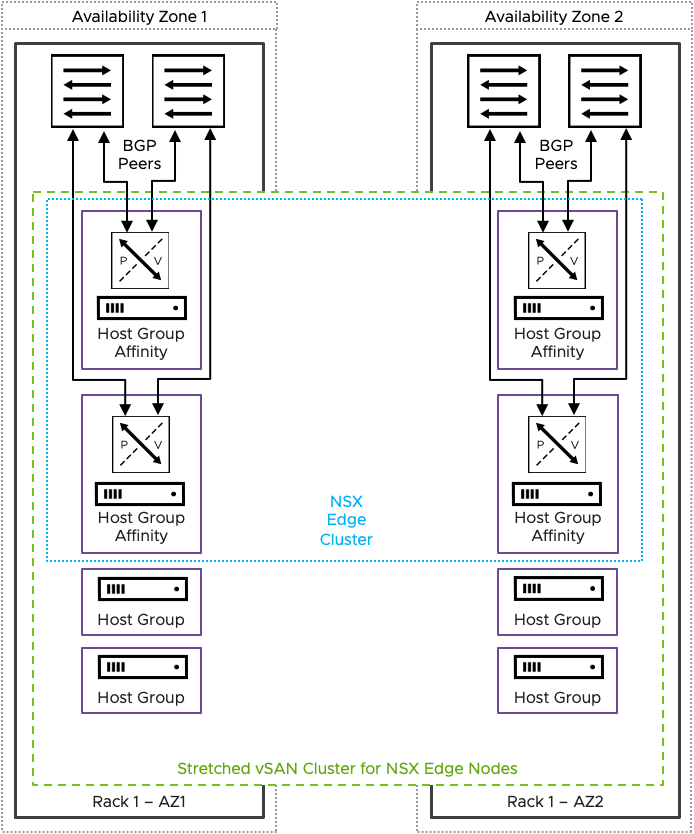 Availability Zone 1
Availability Zone 2
BGP
Peers
BGP
Peers
P V
P V
Host Group
Affinity
Host Group
Affinity
P V
P V
Host Group
Affinity
Host Group
Affinity
NSX
Edge
Cluster
Host Group
Host Group
Host Group
Host Group
Stretched vSAN Cluster for NSX Edge Nodes
Rack 1 – AZ1
Rack 1 – AZ2